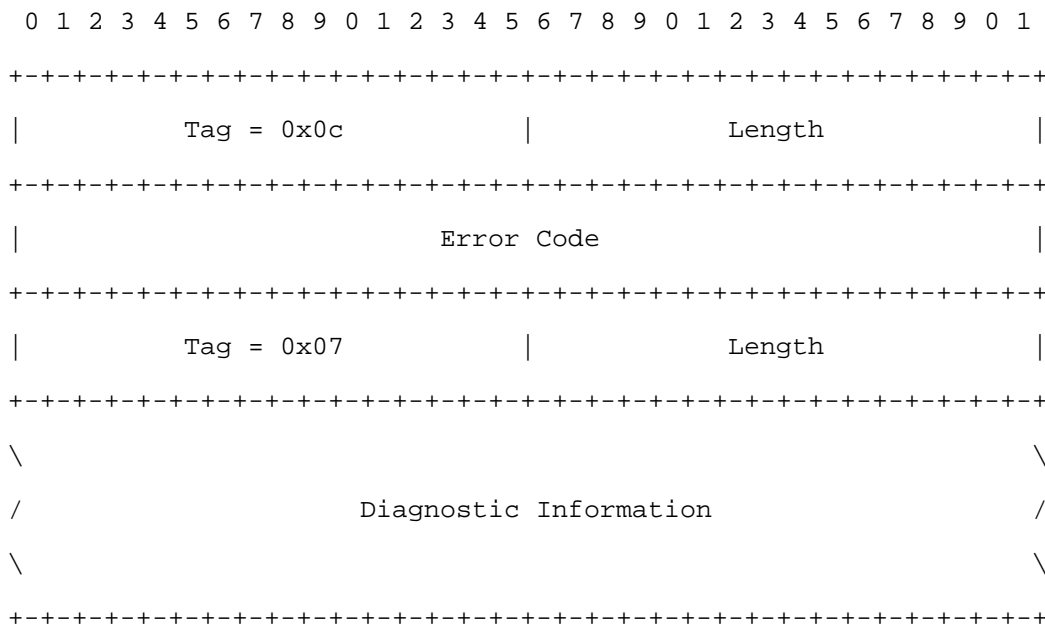 0 1 2 3 4 5 6 7 8 9 0 1 2 3 4 5 6 7 8 9 0 1 2 3 4 5 6 7 8 9 0 1
+-+-+-+-+-+-+-+-+-+-+-+-+-+-+-+-+-+-+-+-+-+-+-+-+-+-+-+-+-+-+-+-+
|          Tag = 0x0c           |            Length             |
+-+-+-+-+-+-+-+-+-+-+-+-+-+-+-+-+-+-+-+-+-+-+-+-+-+-+-+-+-+-+-+-+
|                          Error Code                           |
+-+-+-+-+-+-+-+-+-+-+-+-+-+-+-+-+-+-+-+-+-+-+-+-+-+-+-+-+-+-+-+-+
|          Tag = 0x07           |            Length             |
+-+-+-+-+-+-+-+-+-+-+-+-+-+-+-+-+-+-+-+-+-+-+-+-+-+-+-+-+-+-+-+-+
\                                                               \
/                     Diagnostic Information                    /
\                                                               \
+-+-+-+-+-+-+-+-+-+-+-+-+-+-+-+-+-+-+-+-+-+-+-+-+-+-+-+-+-+-+-+-+